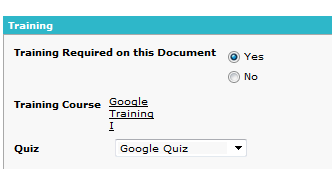 Training
Training Required on this Document
Yes
No
Training Course
Google
Training
I
Quiz
Google Quiz